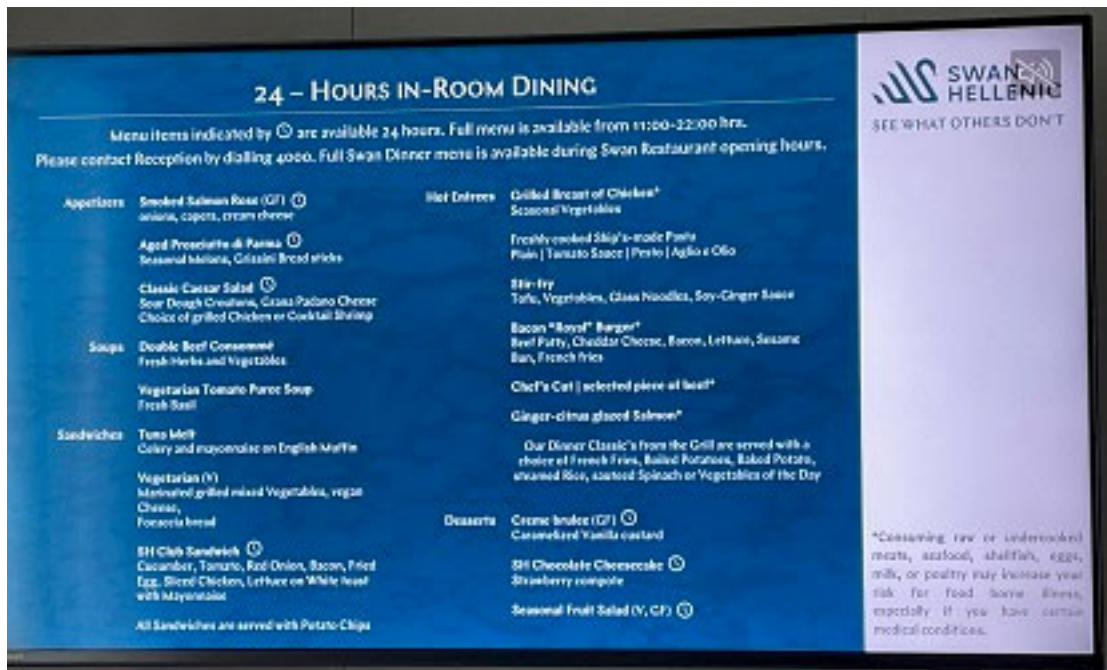 24 – HOURS IN-ROOM DINING
Menu items indicated by are available 24 hours. Full menu is available from 11:00-22:00 hrs.
Please contact Reception by dialling 4000. Full Swan Dinner menu is available during Swan Restaurant opening hours.
Appetizers
Smoked Salmon Rose (GF)
onions, capers, cream cheese
Aged Prosciutto di Parma
Seasonal Melons, Grissini Bread sticks
Classic Caesar Salad
Sour Dough Croutons, Grana Padano Cheese
Choice of grilled Chicken or Cocktail Shrimp
Soups
Double Beef Consommé
Fresh Herbs and Vegetables
Vegetarian Tomato Puree Soup
Fresh Basil
Sandwiches
Tuna Melt
Celery and mayonnaise on English Muffin
Vegetarian (V)
Marinated grilled mixed Vegetables, vegan
Cheese,
Focaccia bread
SH Club Sandwich
Cucumber, Tomato, Red Onion, Bacon, Fried
Egg, Sliced Chicken, Lettuce on White toast
with Mayonnaise
All Sandwiches are served with Potato Chips
Hot Entrees
Grilled Breast of Chicken*
Seasonal Vegetables
Freshly cooked Ship's-made Pasta
Plain | Tomato Sauce | Pesto | Aglio e Olio
Stir-fry
Tofu, Vegetables, Glass Noodles, Soy-Ginger Sauce
Bacon "Royal" Burger*
Beef Patty, Cheddar Cheese, Bacon, Lettuce, Sesame
Bun, French fries
Chef's Cut | selected piece of beef*
Ginger-citrus glazed Salmon*
Our Dinner Classic's from the Grill are served with a
choice of French Fries, Boiled Potatoes, Baked Potato,
steamed Rice, sauteed Spinach or Vegetables of the Day
Desserts
Creme brulee (GF)
Caramelized Vanilla custard
SH Chocolate Cheesecake
Strawberry compote
Seasonal Fruit Salad (V, GF)
SWAN
HELLENIC
SEE WHAT OTHERS DON'T
*Consuming raw or undercooked
meats, seafood, shellfish, eggs,
milk, or poultry may increase your
risk for food borne illness,
especially if you have certain
medical conditions.